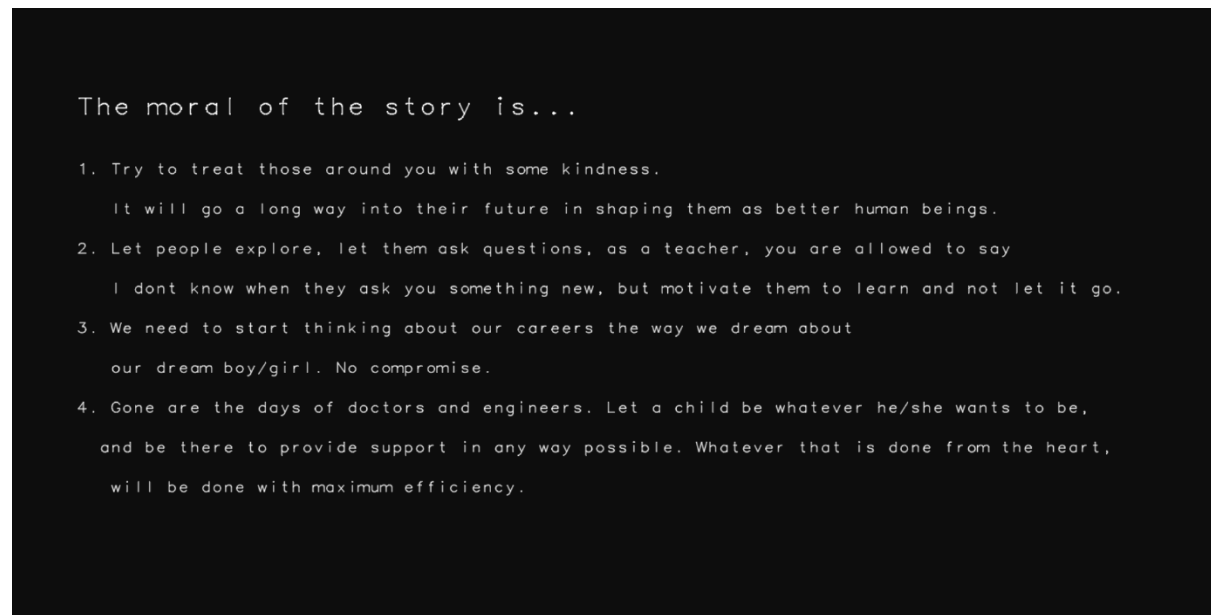 The moral of the story is...
1. Try to treat those around you with some kindness.
It will go a long way into their future in shaping them as better human beings.
2. Let people explore, let them ask questions, as a teacher, you are allowed to say
I dont know when they ask you something new, but motivate them to learn and not let it go.
3. We need to start thinking about our careers the way we dream about
our dream boy/girl. No compromise.
4. Gone are the days of doctors and engineers. Let a child be whatever he/she wants to be,
and be there to provide support in any way possible. Whatever that is done from the heart,
will be done with maximum efficiency.